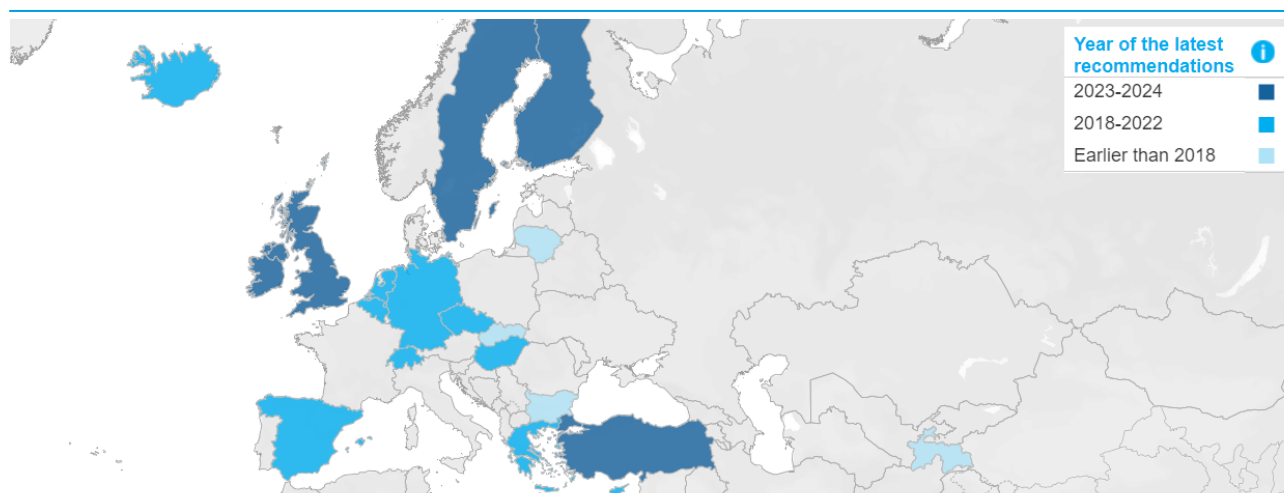 Year of the latest
recommendations
2023-2024
2018-2022
Earlier than 2018